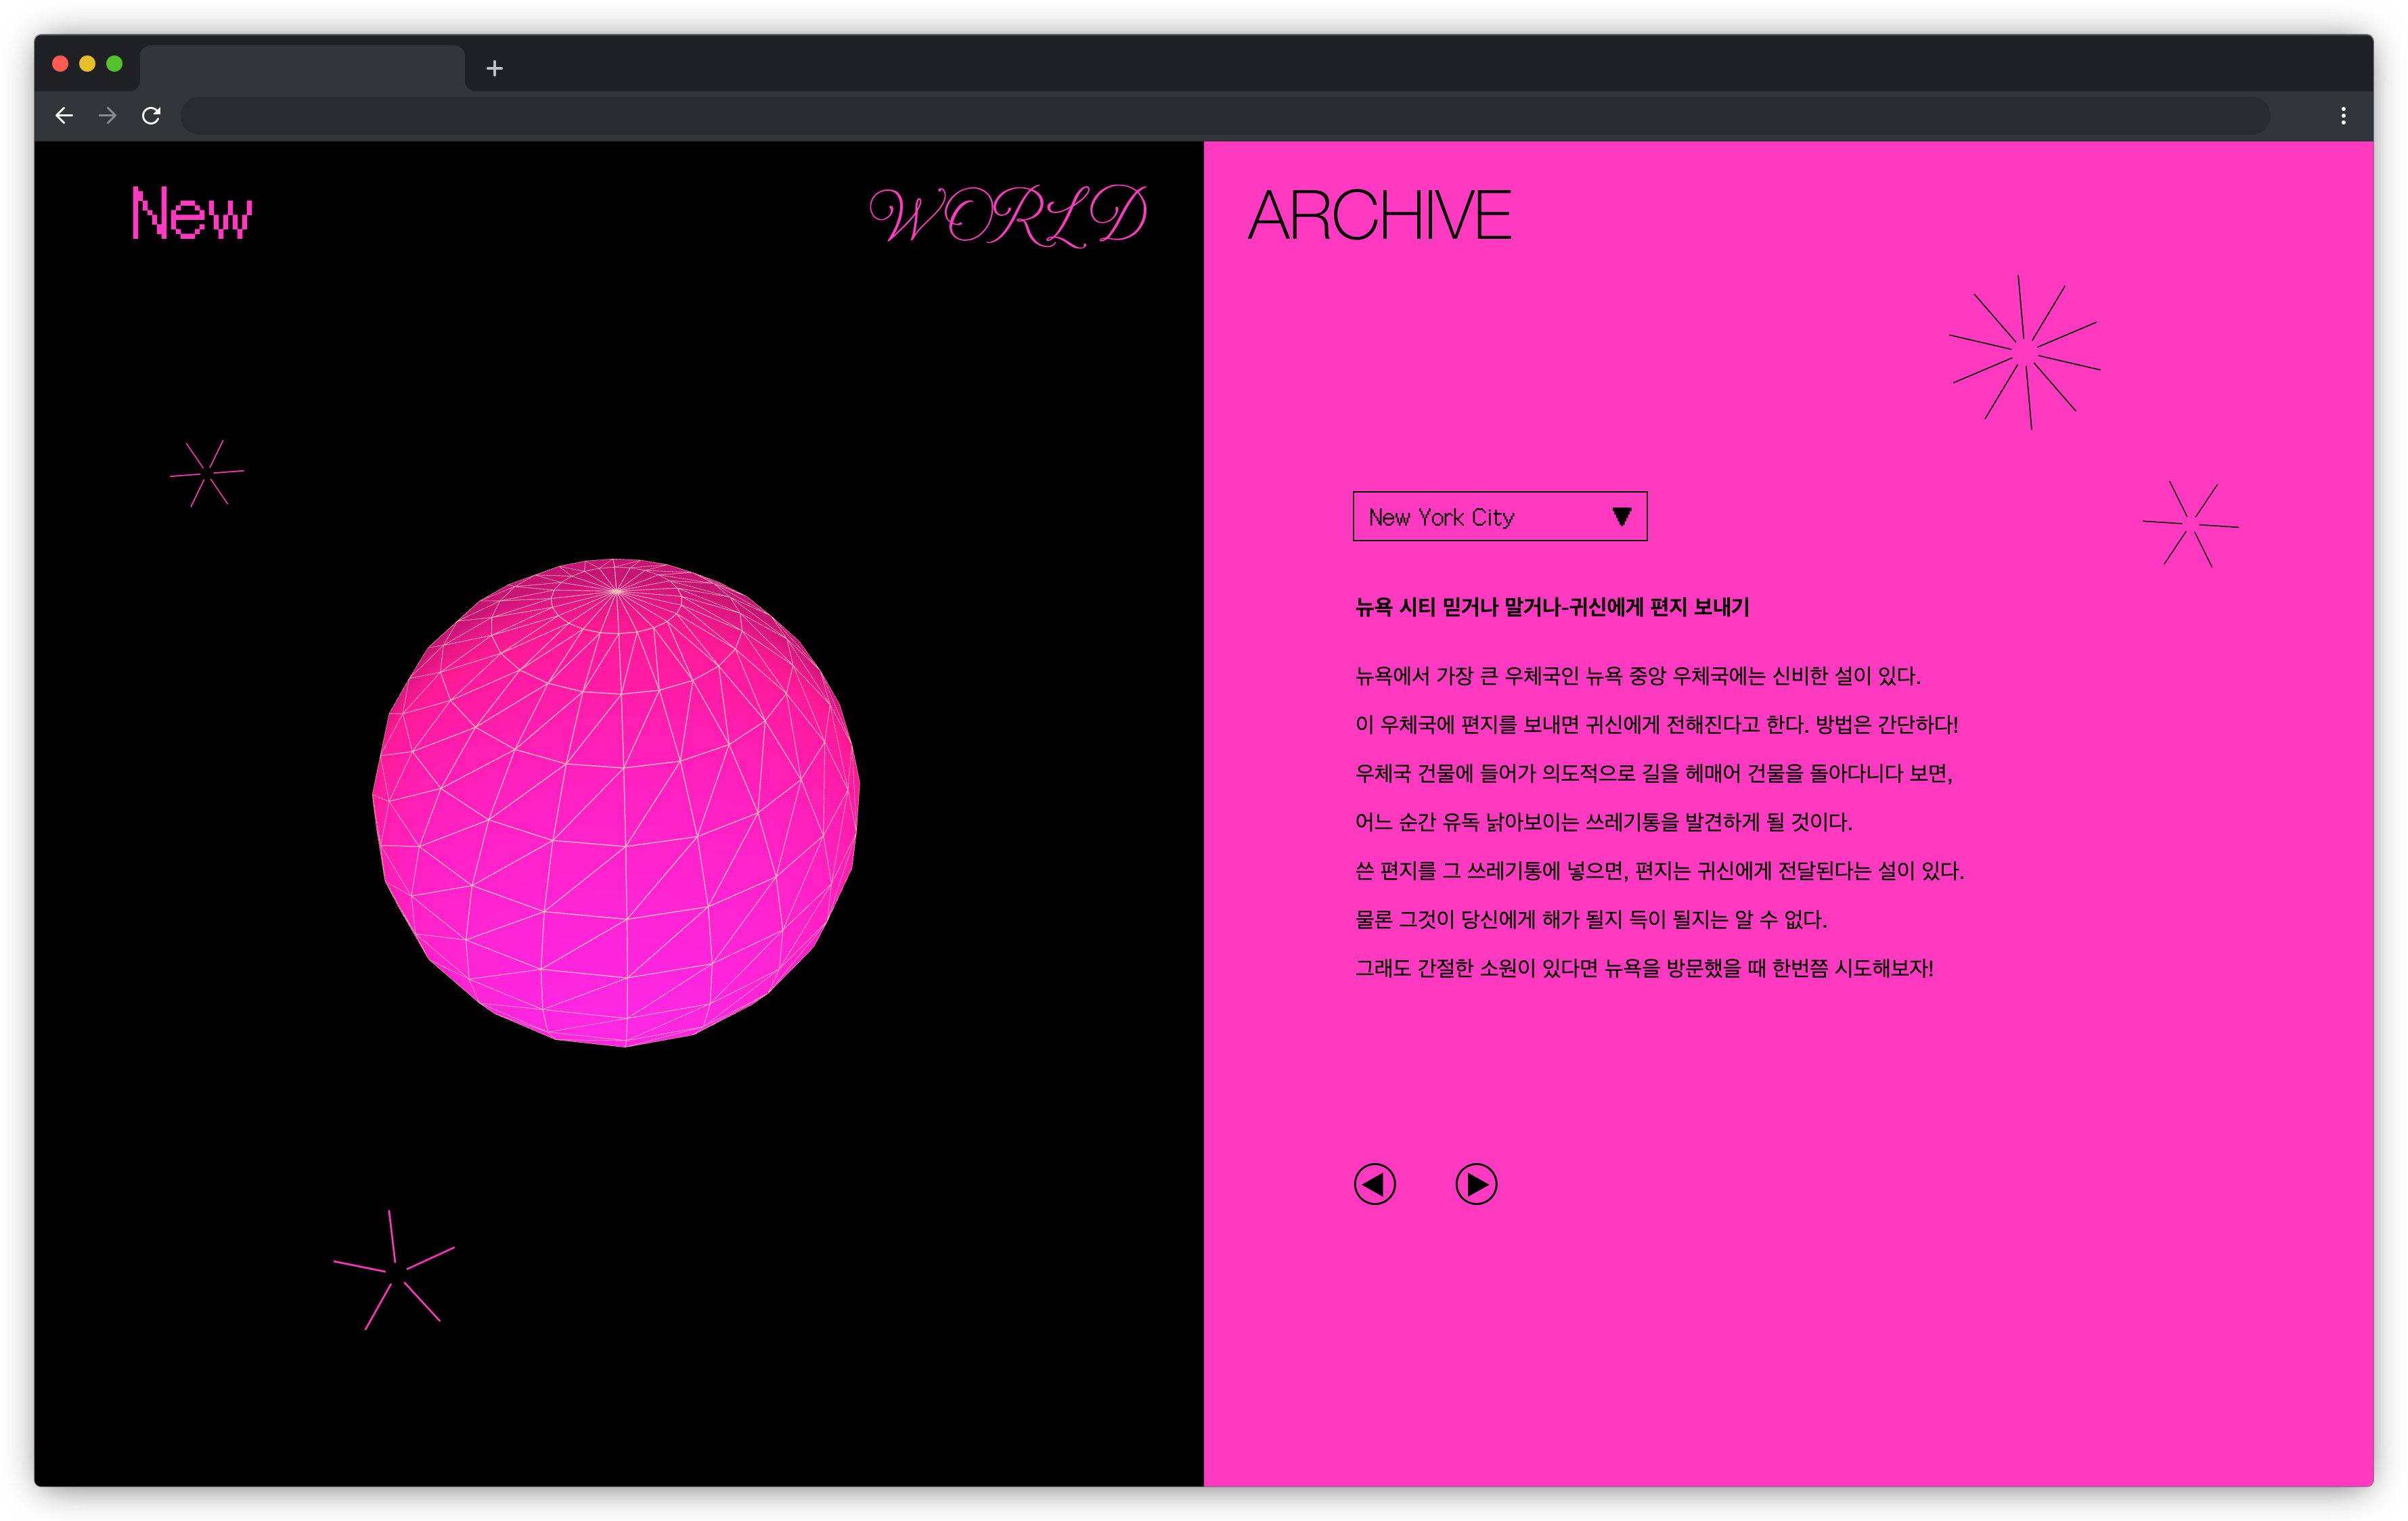 New WORLD ARCHIVE
New York City
뉴욕 시티 믿거나 말거나-귀신에게 편지 보내기
뉴욕에서 가장 큰 우체국인 뉴욕 중앙 우체국에는 신비한 설이 있다.
이 우체국에 편지를 보내면 귀신에게 전해진다고 한다. 방법은 간단하다!
우체국 건물에 들어가 의도적으로 길을 헤매어 건물을 돌아다니다 보면,
어느 순간 유독 낡아보이는 쓰레기통을 발견하게 될 것이다.
쓴 편지를 그 쓰레기통에 넣으면, 편지는 귀신에게 전달된다는 설이 있다.
물론 그것이 당신에게 해가 될지 득이 될지는 알 수 없다.
그래도 간절한 소원이 있다면 뉴욕을 방문했을 때 한번쯤 시도해보자!